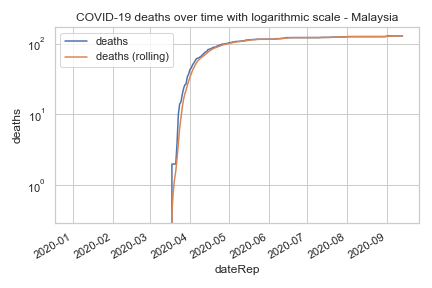 COVID-19 deaths over time with logarithmic scale - Malaysia
deaths
deaths (rolling)
10²
10¹
10⁰
deaths
2020-01
2020-02
2020-03
2020-04
2020-05
2020-06
2020-07
2020-08
2020-09
dateRep